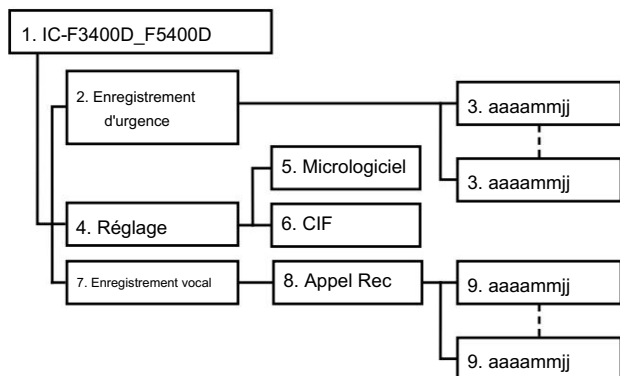 1. IC-F3400D_F5400D
2. Enregistrement
d'urgence
3. aaaammjj
3. aaaammjj
4. Réglage
5. Micrologiciel
6. CIF
7. Enregistrement vocal
8. Appel Rec
9. aaaammjj
9. aaaammjj